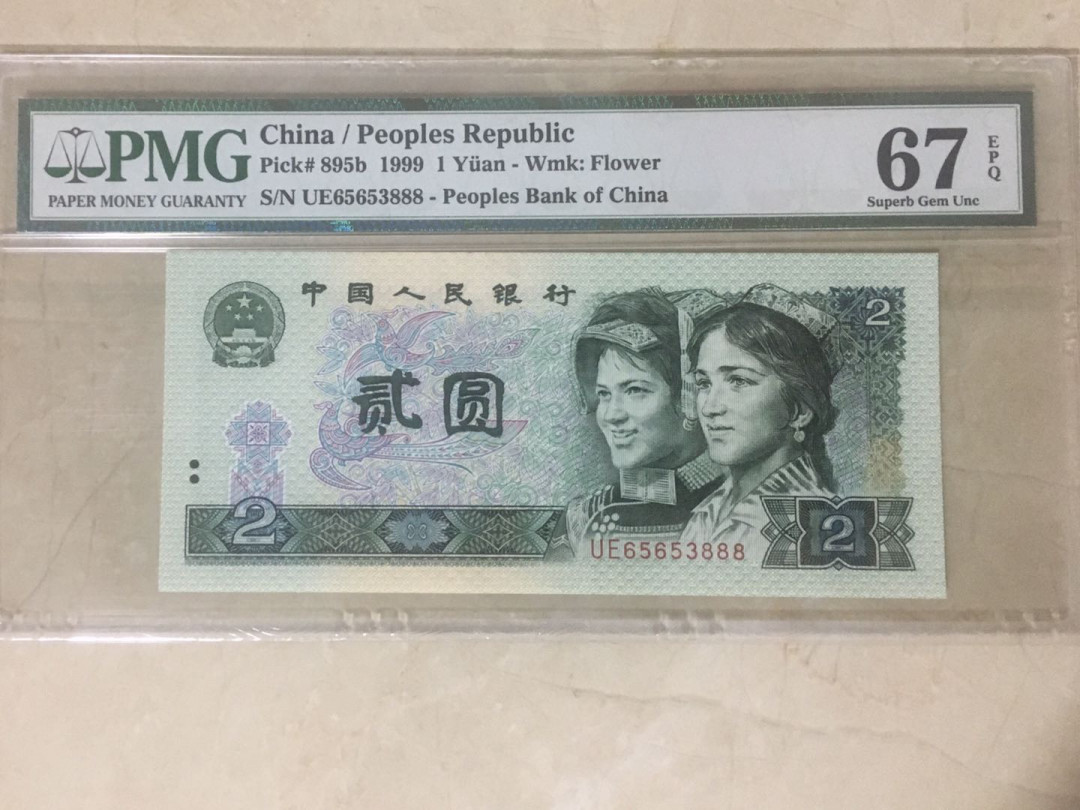 PMG
PAPER MONEY GUARANTY
China / Peoples Republic
Pick# 895b 1999 1 Yüan - Wmk: Flower
S/N UE65653888 - Peoples Bank of China
67
EPQ
Superb Gem Unc
中国人民银行
2
贰圆
2
UE65653888
2